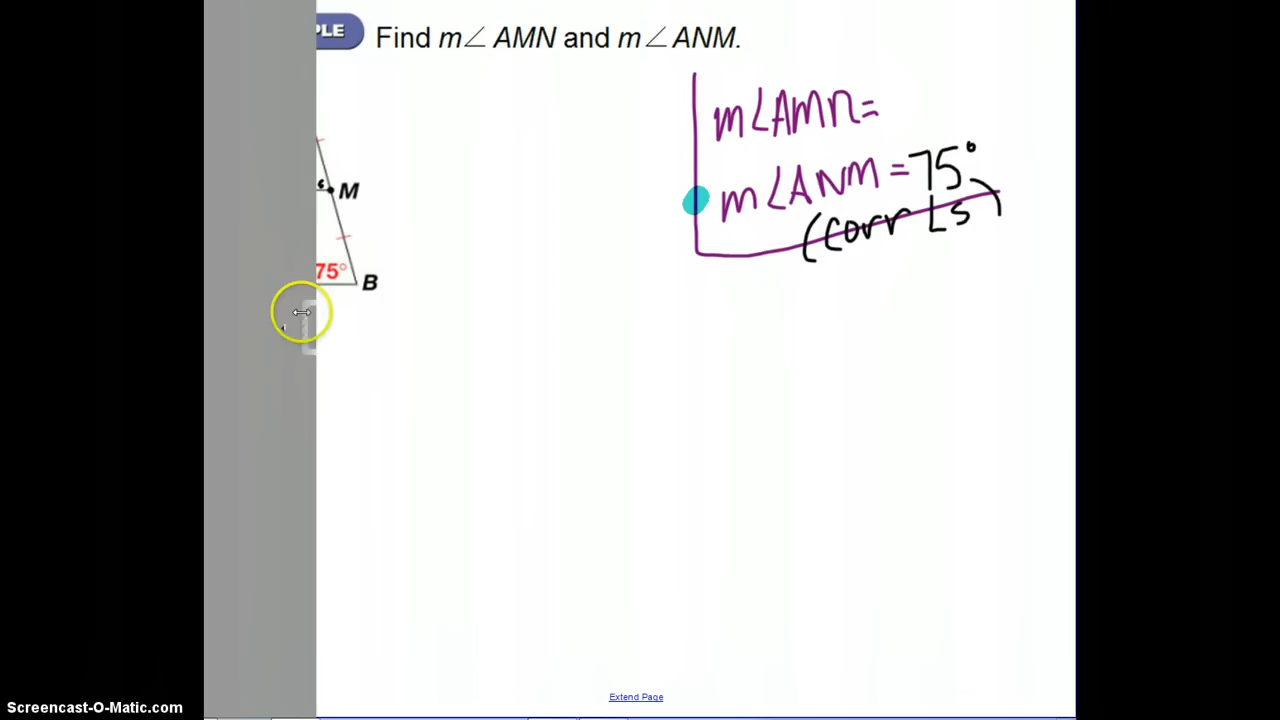 PLE
Find m∠ AMN and m∠ ANM.
m∠AMN=
m∠ANM=75°
(corr ∠s)
M
75°
B
Extend Page
Screencast-O-Matic.com